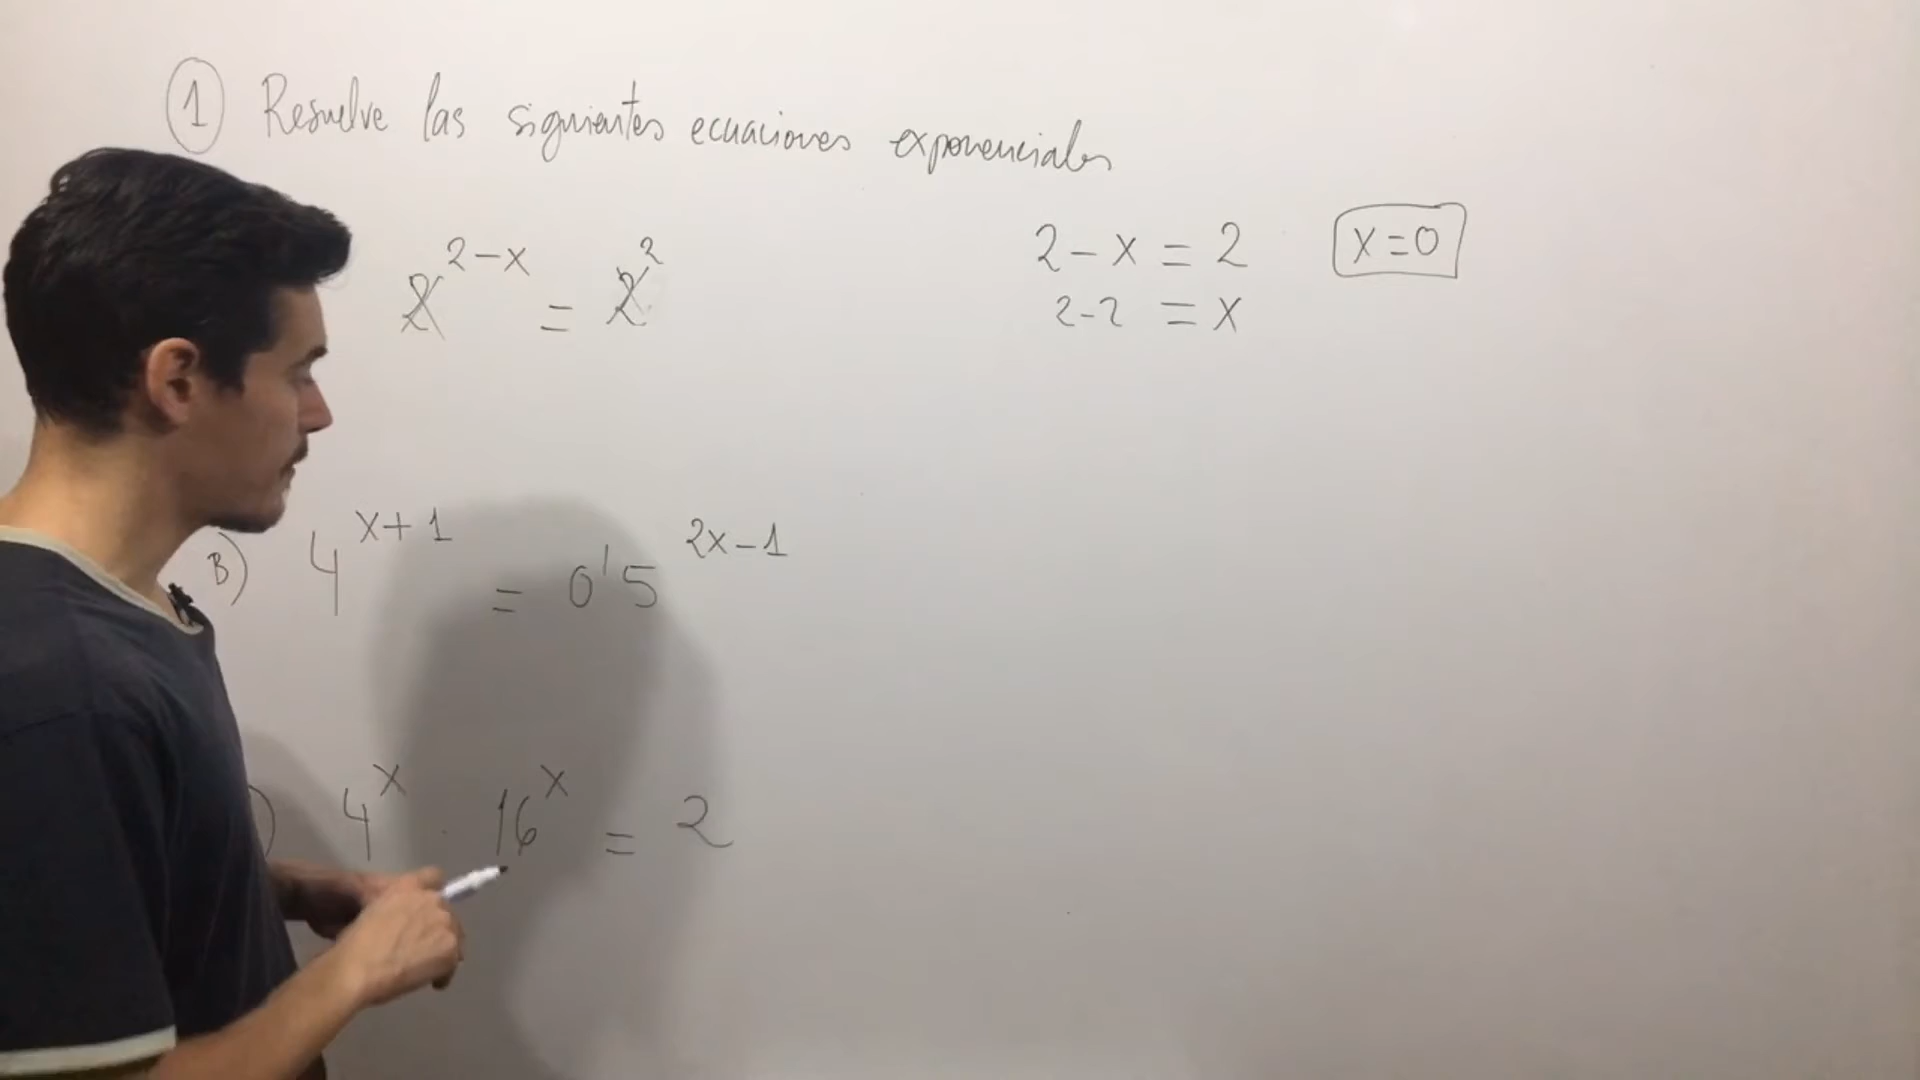 1 Resuelve las siguientes ecuaciones exponenciales
2^{2-x} = 2^2
2-x = 2
2-2 = x
x=0
B) 4^{x+1} = 0'5^{2x-1}
) 4^x · 16^x = 2